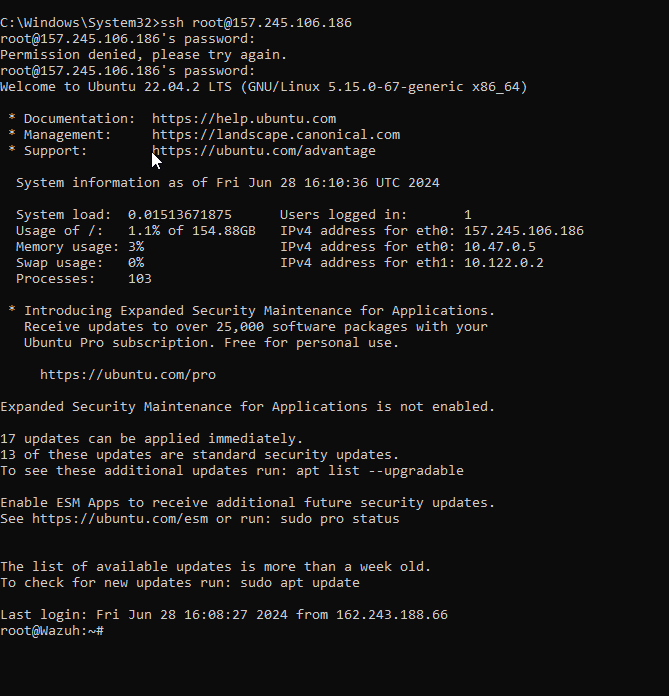 C:\Windows\System32>ssh root@157.245.106.186
root@157.245.106.186's password:
Permission denied, please try again.
root@157.245.106.186's password:
Welcome to Ubuntu 22.04.2 LTS (GNU/Linux 5.15.0-67-generic x86_64)

 * Documentation:  https://help.ubuntu.com
 * Management:     https://landscape.canonical.com
 * Support:        https://ubuntu.com/advantage

  System information as of Fri Jun 28 16:10:36 UTC 2024

  System load:  0.01513671875      Users logged in:       1
  Usage of /:   1.1% of 154.88GB   IPv4 address for eth0: 157.245.106.186
  Memory usage: 3%                 IPv4 address for eth0: 10.47.0.5
  Swap usage:   0%                 IPv4 address for eth1: 10.122.0.2
  Processes:    103

 * Introducing Expanded Security Maintenance for Applications.
   Receive updates to over 25,000 software packages with your
   Ubuntu Pro subscription. Free for personal use.

     https://ubuntu.com/pro

Expanded Security Maintenance for Applications is not enabled.

17 updates can be applied immediately.
13 of these updates are standard security updates.
To see these additional updates run: apt list --upgradable

Enable ESM Apps to receive additional future security updates.
See https://ubuntu.com/esm or run: sudo pro status


The list of available updates is more than a week old.
To check for new updates run: sudo apt update

Last login: Fri Jun 28 16:08:27 2024 from 162.243.188.66
root@Wazuh:~#